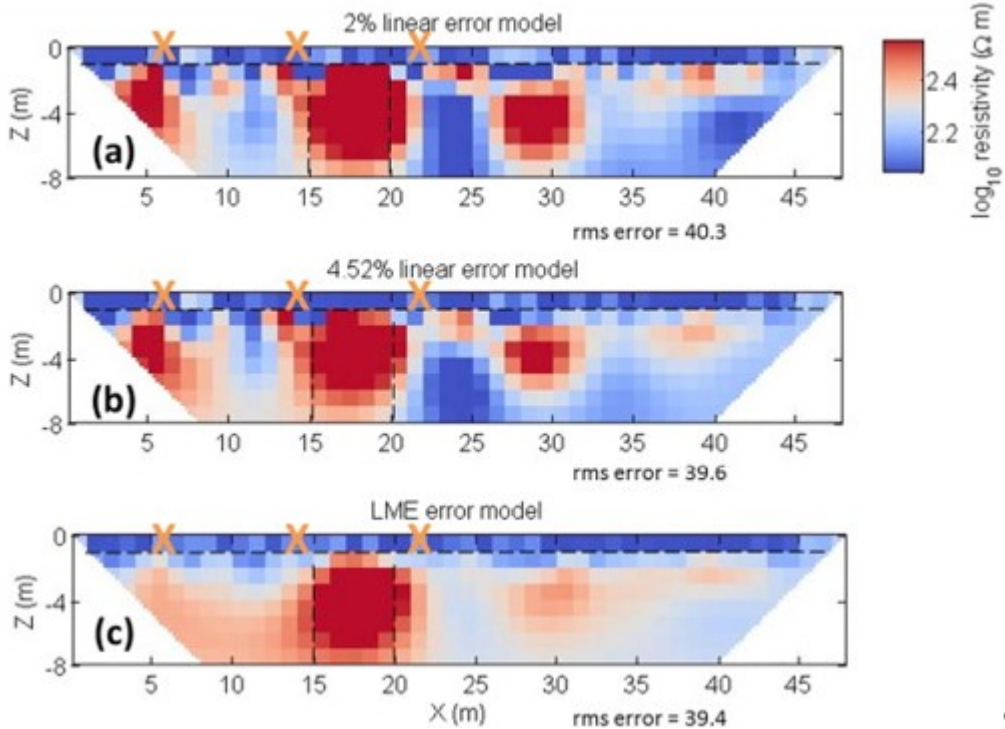 2% linear error model
X X X
0
-4
-8
Z (m)
(a)
5 10 15 20 25 30 35 40 45
rms error = 40.3
2.4
2.2
log10 resistivity (Ω m)
4.52% linear error model
X X X
0
-4
-8
Z (m)
(b)
5 10 15 20 25 30 35 40 45
rms error = 39.6
LME error model
X X X
0
-4
-8
Z (m)
(c)
5 10 15 20 25 30 35 40 45
X (m)
rms error = 39.4